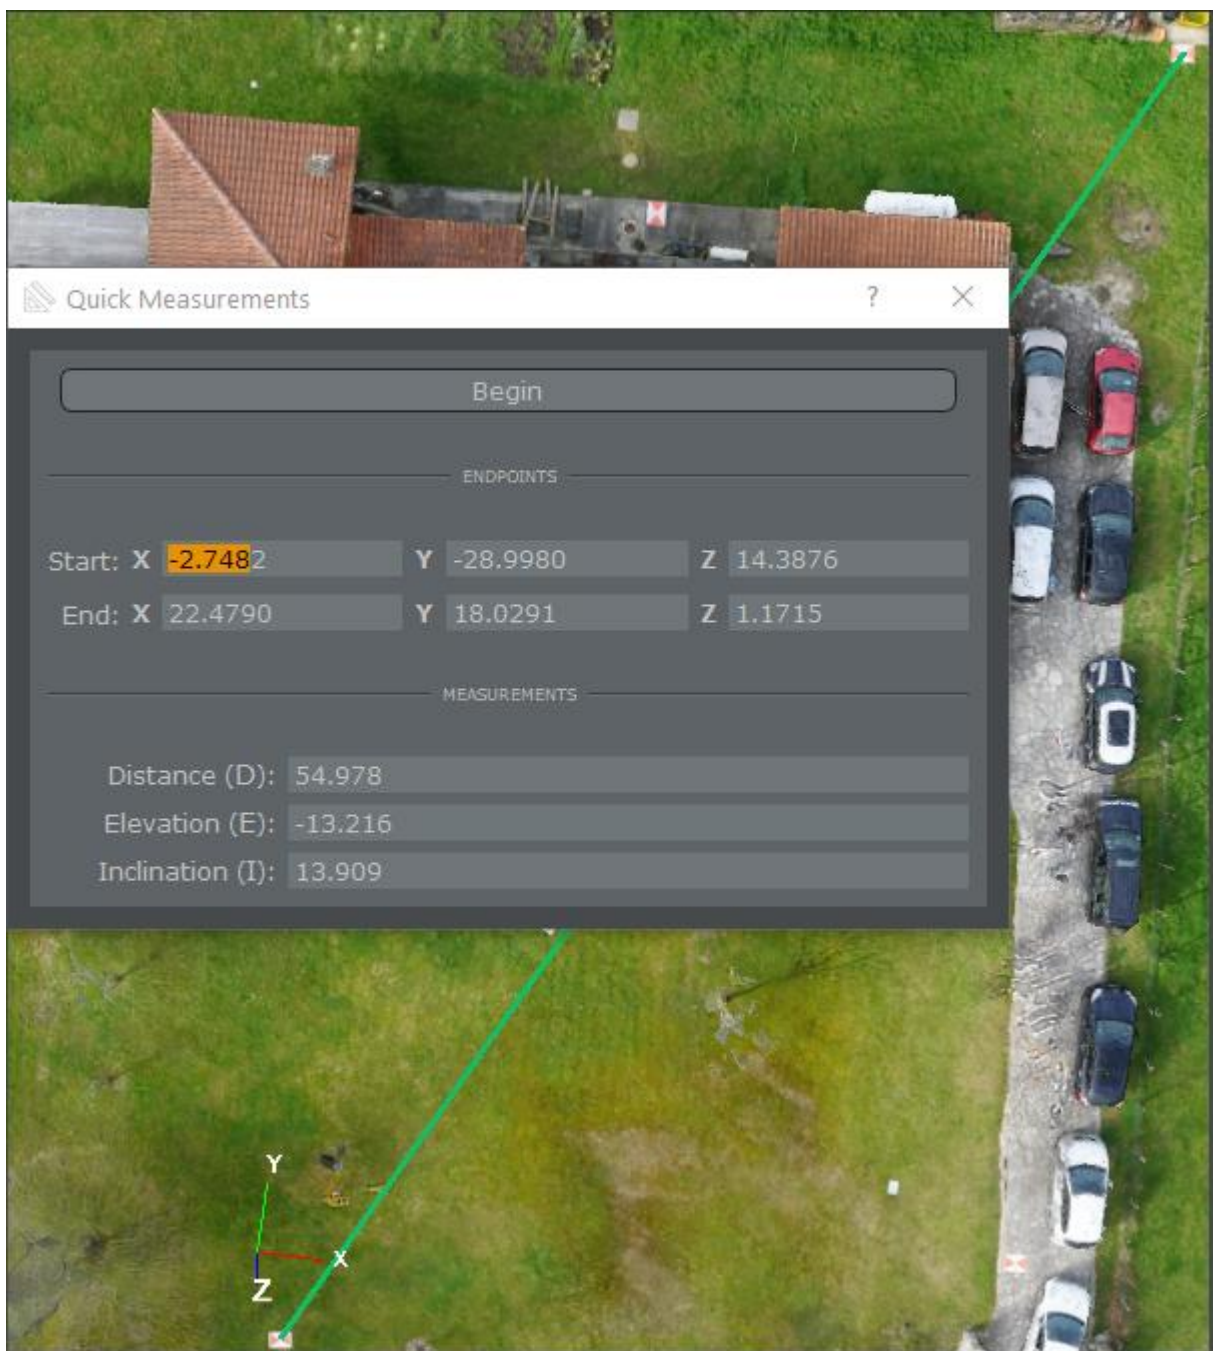 Quick Measurements ? ×
Begin
ENDPOINTS
Start: X -2.7482 Y -28.9980 Z 14.3876
End: X 22.4790 Y 18.0291 Z 1.1715
MEASUREMENTS
Distance (D): 54.978
Elevation (E): -13.216
Inclination (I): 13.909
Y
X
Z